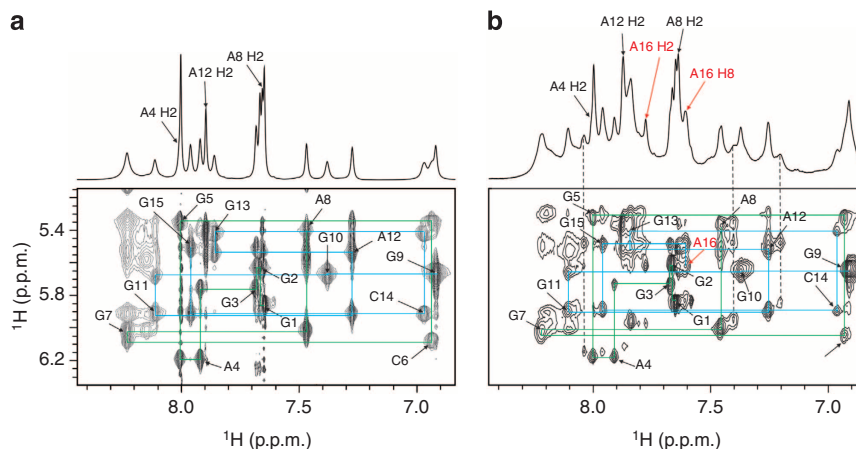 a
A8 H2
A12 H2
A4 H2
G5
G15
G13
A8
G10
A12
G2
G9
G3
G11
G1
C14
G7
A4
C6
5.4
5.8
6.2
¹H (p.p.m.)
8.0
7.5
7.0
¹H (p.p.m.)
b
A12 H2
A8 H2
A16 H2
A16 H8
A4 H2
G5
G13
A8
A12
G15
A16
G9
G2
G10
G3
G11
G1
C14
G7
A4
8.0
7.5
7.0
¹H (p.p.m.)